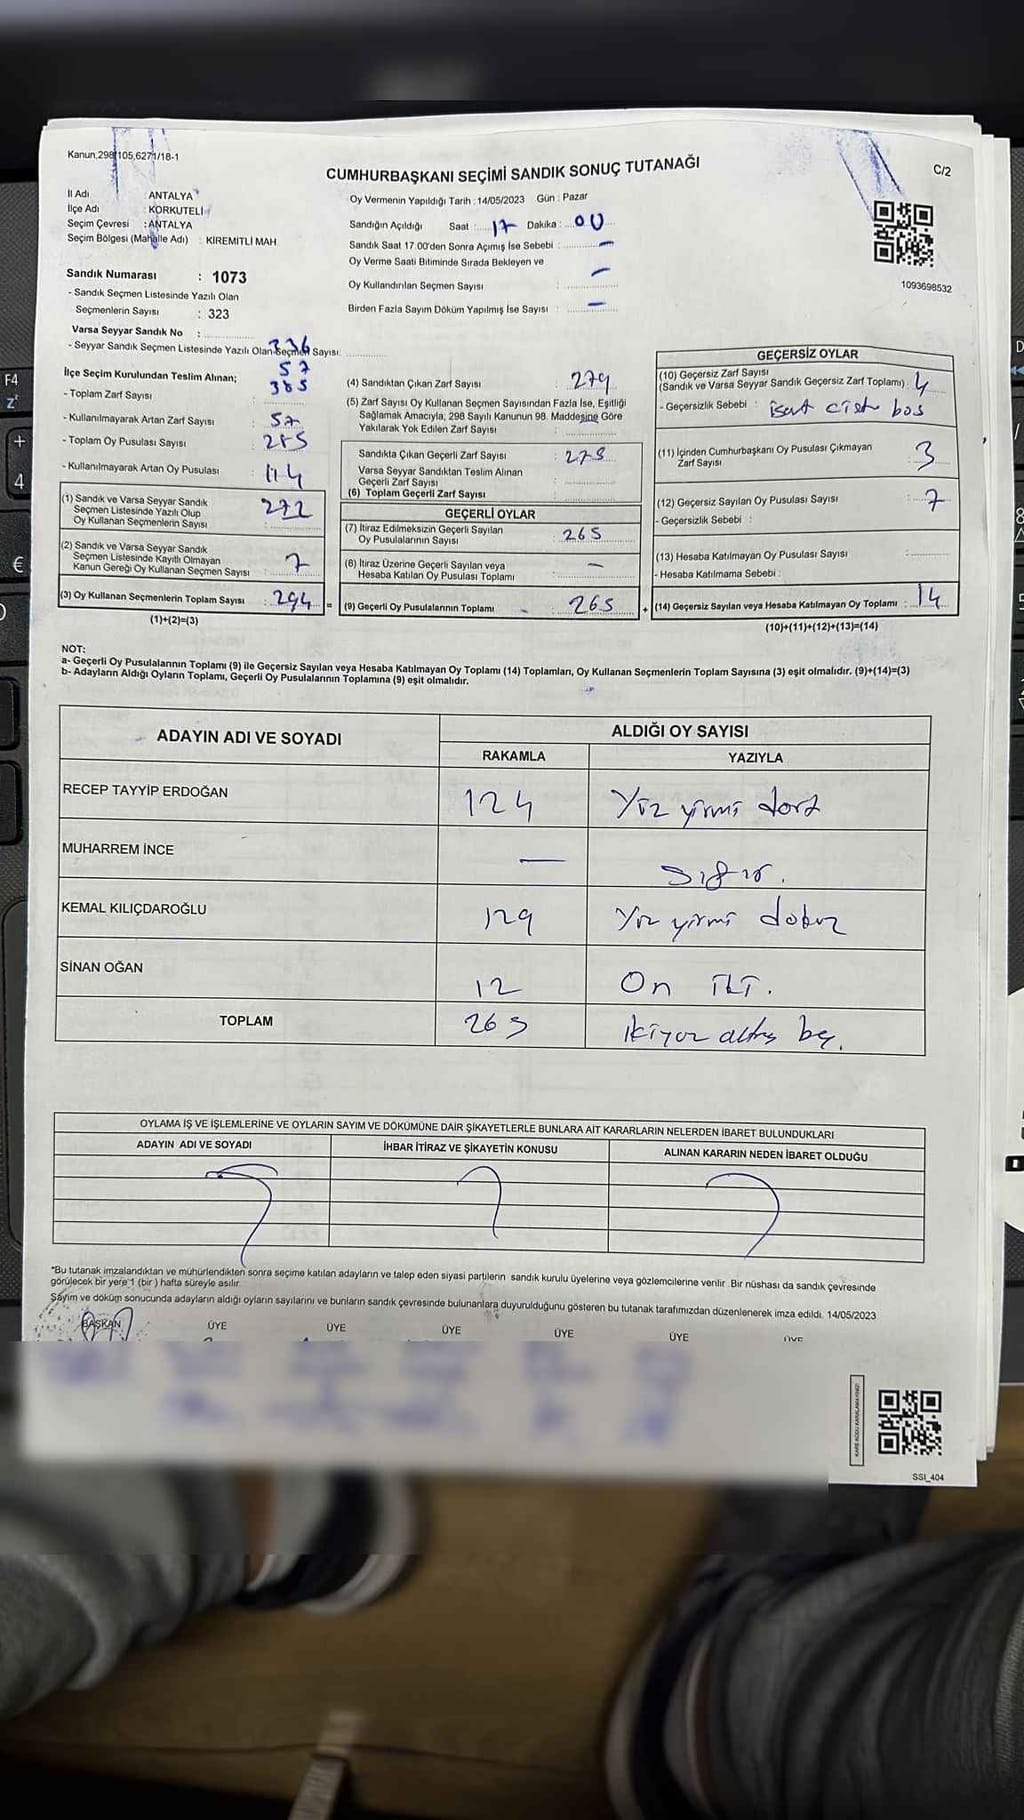 Kanun,298,105,6271/18-1
CUMHURBAŞKANI SEÇİMİ SANDIK SONUÇ TUTANAĞI
C/2
İl Adı : ANTALYA
İlçe Adı : KORKUTELİ
Seçim Çevresi : ANTALYA
Seçim Bölgesi (Mahalle Adı) : KİREMİTLİ MAH.
Sandık Numarası : 1073
- Sandık Seçmen Listesinde Yazılı Olan
Seçmenlerin Sayısı : 323
Varsa Seyyar Sandık No :
- Seyyar Sandık Seçmen Listesinde Yazılı Olan Seçmen Sayısı:
336
Oy Vermenin Yapıldığı Tarih : 14/05/2023 Gün : Pazar
Sandığın Açıldığı Saat : 17 Dakika : 00
Sandık Saat 17.00'den Sonra Açımış İse Sebebi : —
Oy Verme Saati Bitiminde Sırada Bekleyen ve
Oy Kullandırılan Seçmen Sayısı : —
Birden Fazla Sayım Döküm Yapılmış İse Sayısı : —
1093698532
İlçe Seçim Kurulundan Teslim Alınan;
57
385
- Toplam Zarf Sayısı :
- Kullanılmayarak Artan Zarf Sayısı : 57
- Toplam Oy Pusulası Sayısı : 285
- Kullanılmayarak Artan Oy Pusulası : 114
(1) Sandık ve Varsa Seyyar Sandık
Seçmen Listesinde Yazılı Olup
Oy Kullanan Seçmenlerin Sayısı : 272
(2) Sandık ve Varsa Seyyar Sandık
Seçmen Listesinde Kayıtlı Olmayan
Kanun Gereği Oy Kullanan Seçmen Sayısı : 7
(3) Oy Kullanan Seçmenlerin Toplam Sayısı : 294 =
(1)+(2)=(3)
(4) Sandıktan Çıkan Zarf Sayısı : 279
(5) Zarf Sayısı Oy Kullanan Seçmen Sayısından Fazla İse, Eşitliği
Sağlamak Amacıyla; 298 Sayılı Kanunun 98. Maddesine Göre
Yakılarak Yok Edilen Zarf Sayısı :
Sandıkta Çıkan Geçerli Zarf Sayısı : 275
Varsa Seyyar Sandıktan Teslim Alınan
Geçerli Zarf Sayısı :
(6) Toplam Geçerli Zarf Sayısı :
GEÇERLİ OYLAR
(7) İtiraz Edilmeksizin Geçerli Sayılan
Oy Pusulalarının Sayısı : 265
(8) İtiraz Üzerine Geçerli Sayılan veya
Hesaba Katılan Oy Pusulası Toplamı : —
(9) Geçerli Oy Pusulalarının Toplamı : 265 +
GEÇERSİZ OYLAR
(10) Geçersiz Zarf Sayısı
(Sandık ve Varsa Seyyar Sandık Geçersiz Zarf Toplamı) : 4
- Geçersizlik Sebebi : boş
(11) İçinden Cumhurbaşkanı Oy Pusulası Çıkmayan
Zarf Sayısı : 3
(12) Geçersiz Sayılan Oy Pusulası Sayısı : 7
- Geçersizlik Sebebi :
(13) Hesaba Katılmayan Oy Pusulası Sayısı :
- Hesaba Katılmama Sebebi :
(14) Geçersiz Sayılan veya Hesaba Katılmayan Oy Toplamı : 14
(10)+(11)+(12)+(13)=(14)
NOT:
a- Geçerli Oy Pusulalarının Toplamı (9) ile Geçersiz Sayılan veya Hesaba Katılmayan Oy Toplamı (14) Toplamları, Oy Kullanan Seçmenlerin Toplam Sayısına (3) eşit olmalıdır. (9)+(14)=(3)
b- Adayların Aldığı Oyların Toplamı, Geçerli Oy Pusulalarının Toplamına (9) eşit olmalıdır.
ADAYIN ADI VE SOYADI ALDIĞI OY SAYISI
RAKAMLA YAZIYLA
RECEP TAYYİP ERDOĞAN 124 Yüz yirmi dört
MUHARREM İNCE — Sıfır.
KEMAL KILIÇDAROĞLU 129 Yüz yirmi dokuz
SİNAN OĞAN 12 On iki.
TOPLAM 265 ikiyüz altmış beş.
OYLAMA İŞ VE İŞLEMLERİNE VE OYLARIN SAYIM VE DÖKÜMÜNE DAİR ŞİKAYETLERLE BUNLARA AİT KARARLARIN NELERDEN İBARET BULUNDUKLARI
ADAYIN ADI VE SOYADI İHBAR İTİRAZ VE ŞİKAYETİN KONUSU ALINAN KARARIN NEDEN İBARET OLDUĞU
*Bu tutanak imzalandıktan ve mühürlendikten sonra seçime katılan adayların ve talep eden siyasi partilerin sandık kurulu üyelerine veya gözlemcilerine verilir. Bir nüshası da sandık çevresinde
görülecek bir yere 1 (bir) hafta süreyle asılır.
Sayım ve döküm sonucunda adayların aldığı oyların sayılarını ve bunların sandık çevresinde bulunanlara duyurulduğunu gösteren bu tutanak tarafımızdan düzenlenerek imza edildi. 14/05/2023
BAŞKAN ÜYE ÜYE ÜYE ÜYE ÜYE ÜYE
SSI_404
F4
4
€